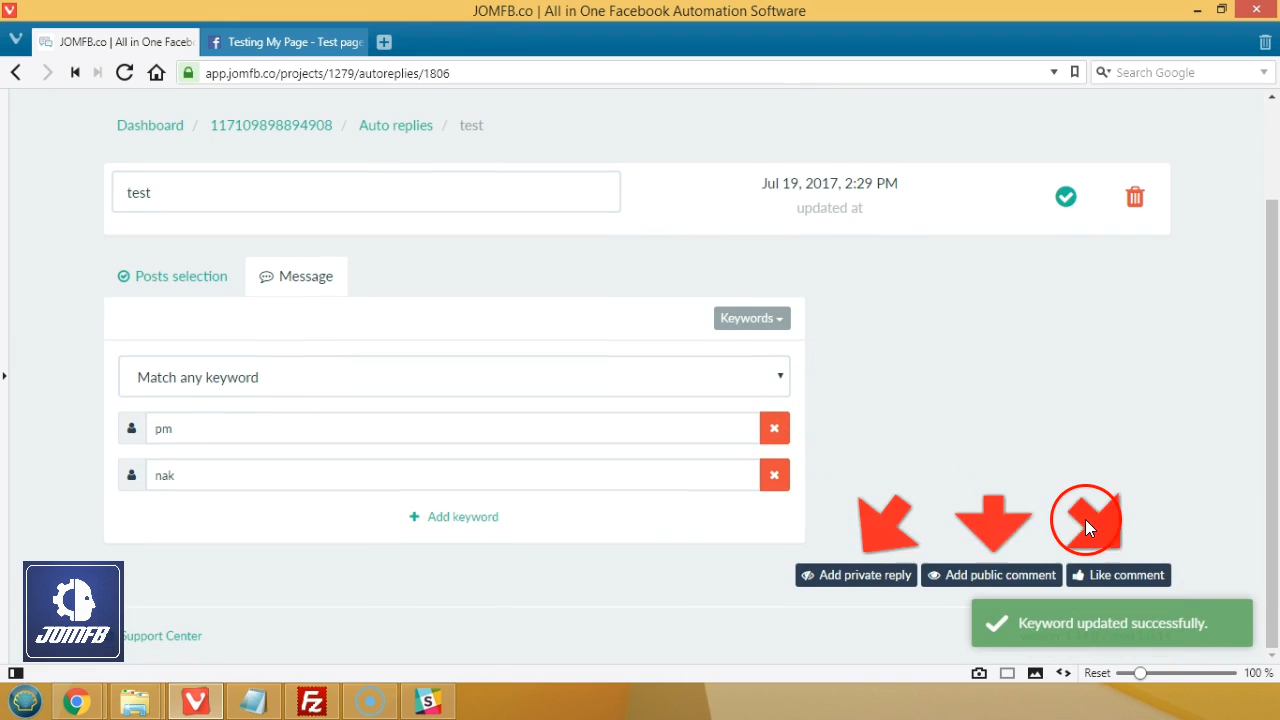 JOMFB.co | All in One Facebook Automation Software
JOMFB.co | All in One Faceb
Testing My Page - Test page
app.jomfb.co/projects/1279/autoreplies/1806
Search Google
Dashboard / 117109898894908 / Auto replies / test
test
Jul 19, 2017, 2:29 PM
updated at
Posts selection
Message
Keywords
Match any keyword
pm
nak
Add keyword
Add private reply
Add public comment
Like comment
Keyword updated successfully.
JOMFB
Support Center
Reset
100 %